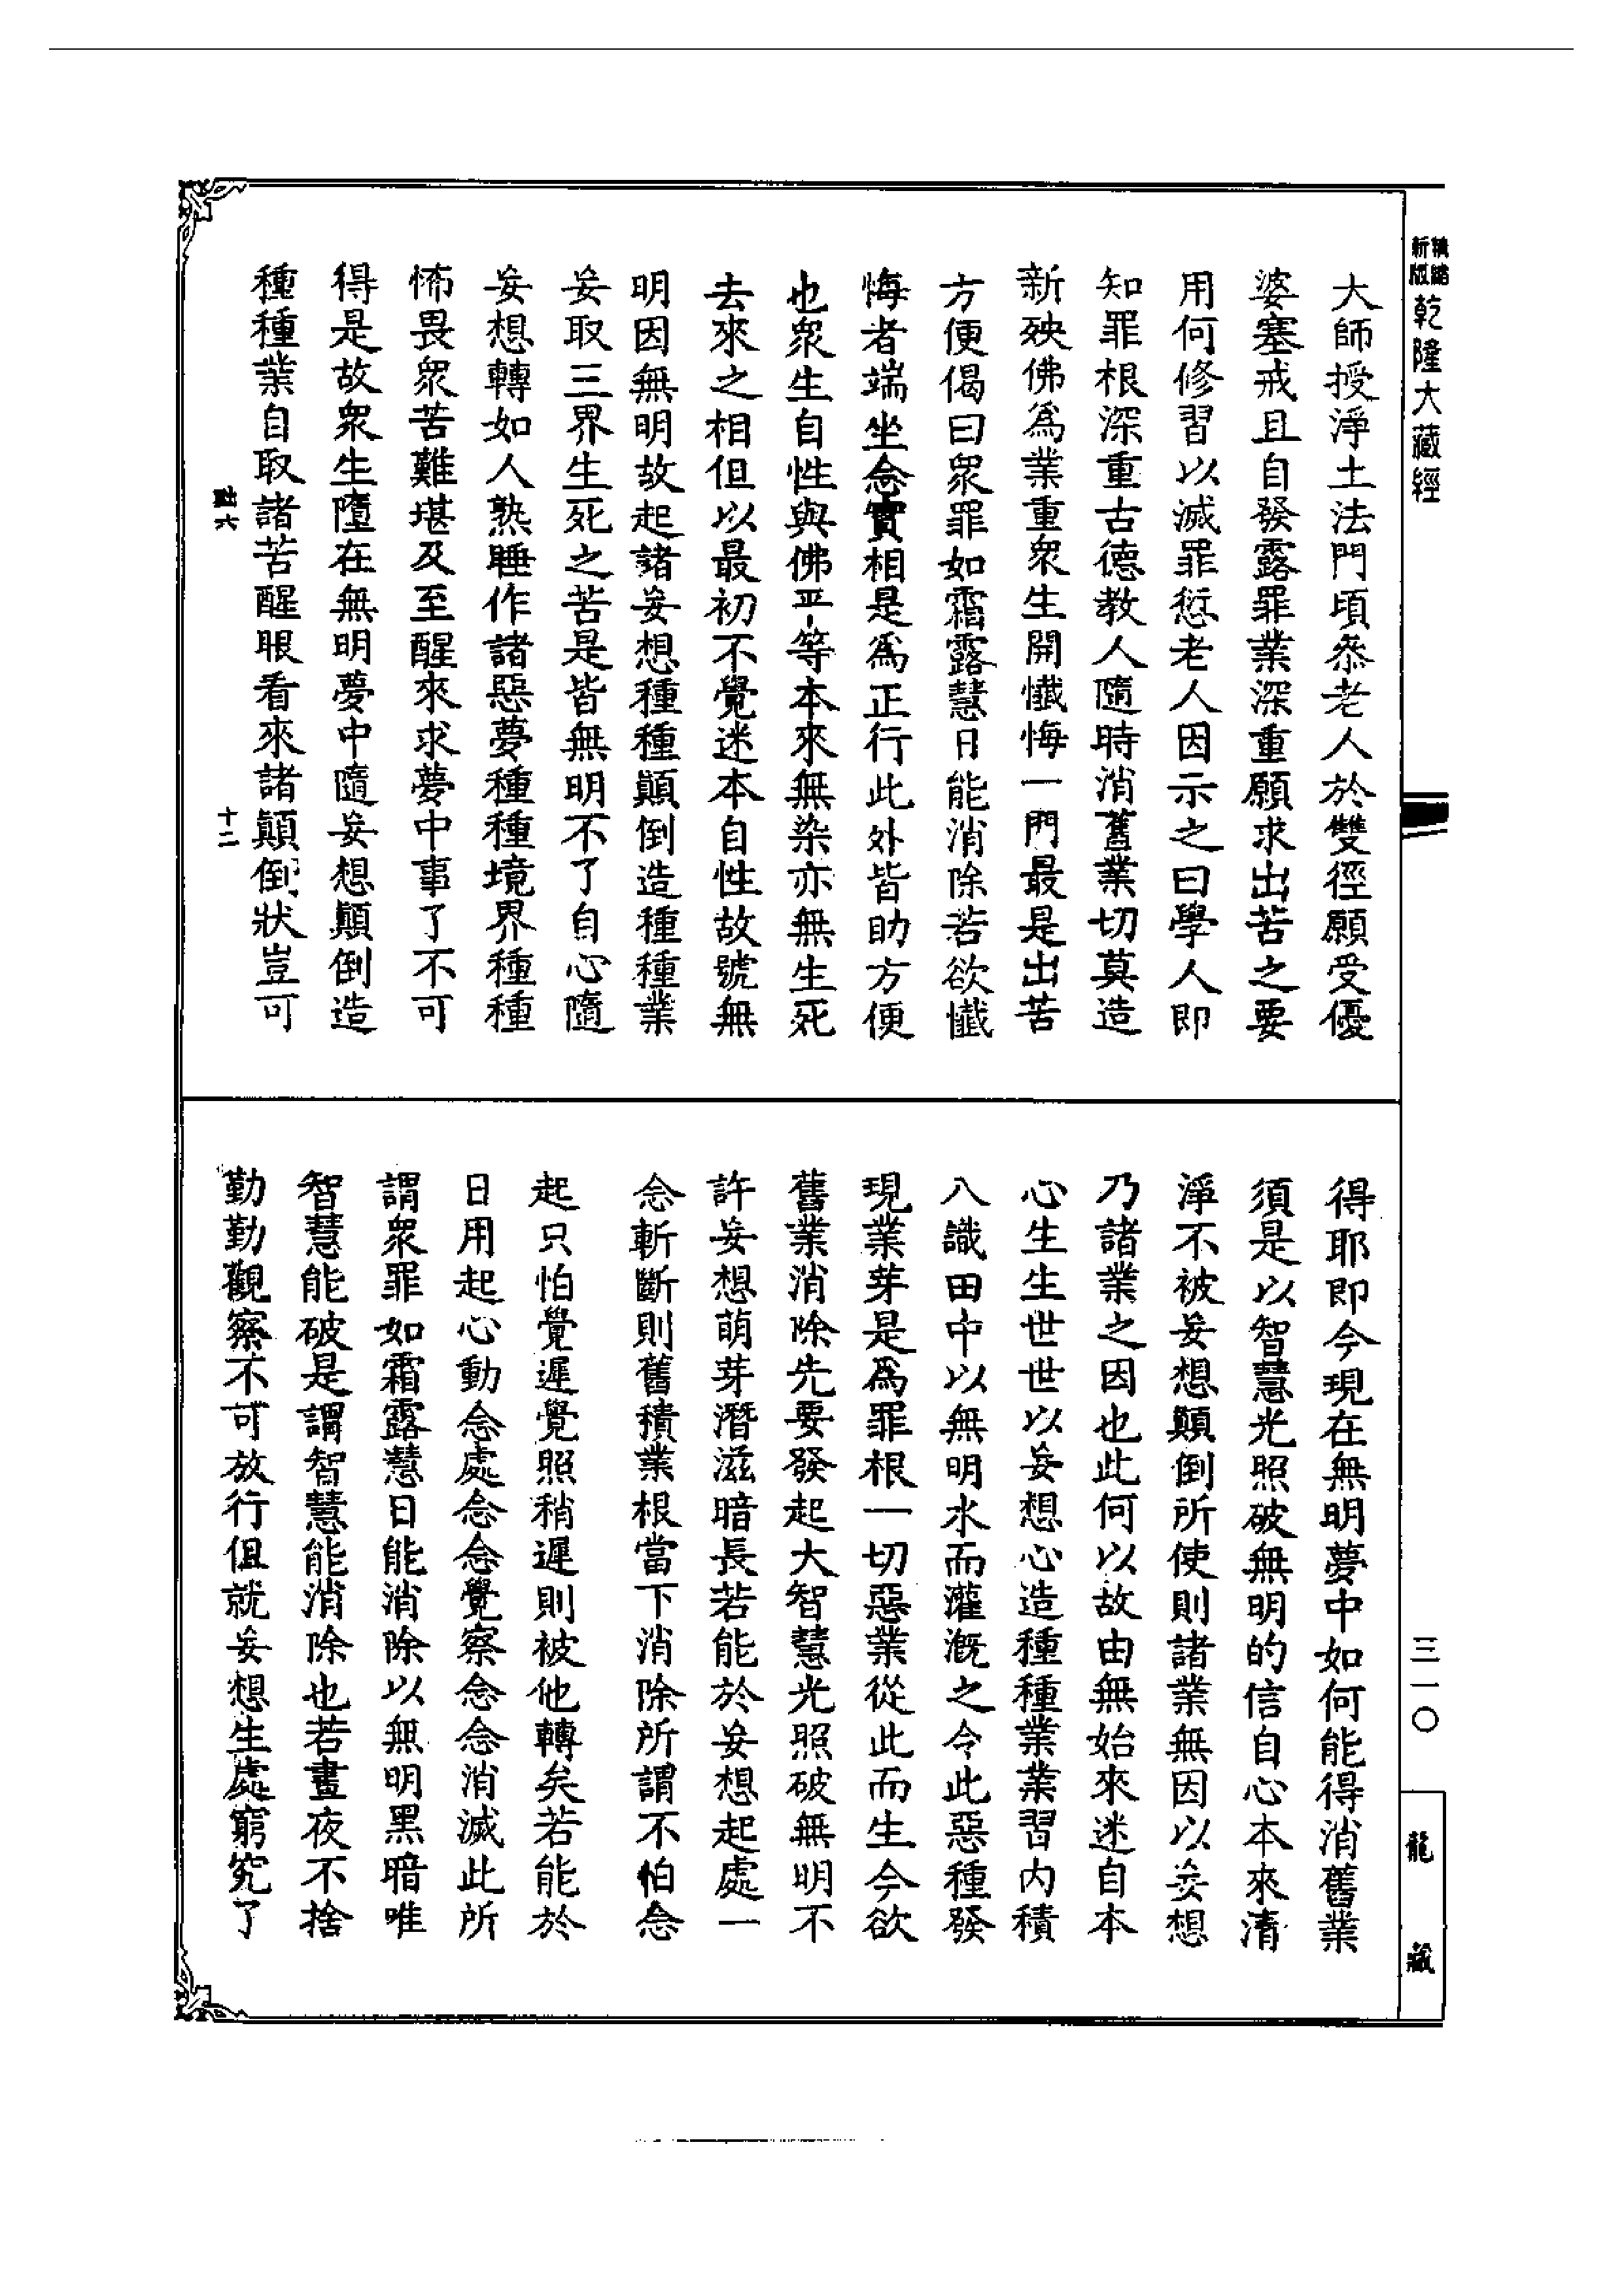 新版
精縮
乾隆大藏經
三一〇
龍藏
大師授淨土法門頃叅老人於雙徑願受優
婆塞戒且自發露罪業深重願求出苦之要
用何修習以滅罪愆老人因示之曰學人即
知罪根深重古德教人隨時消舊業切莫造
新殃佛為業重衆生開懺悔一門最是出苦
方便偈曰衆罪如霜露慧日能消除若欲懺
悔者端坐念實相是為正行此外皆助方便
也衆生自性與佛平等本來無染亦無生死
去來之相但以最初不覺迷本自性故號無
明因無明故起諸妄想種種顛倒造種種業
妄取三界生死之苦是皆無明不了自心隨
妄想轉如人熟睡作諸惡夢種種境界種種
怖畏衆苦難堪及至醒來求夢中事了不可
得是故衆生墮在無明夢中隨妄想顛倒造
種種業自取諸苦醒眼看來諸顛倒狀豈可
六
十二
得耶即今現在無明夢中如何能得消舊業
須是以智慧光照破無明的信自心本來清
淨不被妄想顛倒所使則諸業無因以妄想
乃諸業之因也此何以故由無始來迷自本
心生生世世以妄想心造種種業業習內積
八識田中以無明水而灌溉之令此惡種發
現業芽是為罪根一切惡業從此而生今欲
舊業消除先要發起大智慧光照破無明不
許妄想萌芽潛滋暗長若能於妄想起處一
念斬斷則舊積業根當下消除所謂不怕念
起只怕覺遲覺照稍遲則被他轉矣若能於
日用起心動念處念念覺察念念消滅此所
謂衆罪如霜露慧日能消除以無明黑暗唯
智慧能破是謂智慧能消除也若晝夜不捨
勤勤觀察不可放行但就妄想生處窮究了